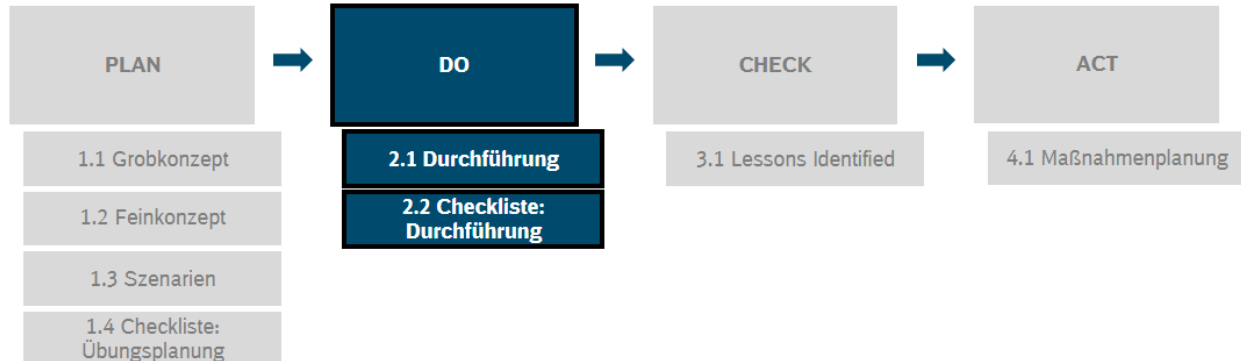 PLAN
DO
CHECK
ACT
1.1 Grobkonzept
2.1 Durchführung
3.1 Lessons Identified
4.1 Maßnahmenplanung
1.2 Feinkonzept
2.2 Checkliste:
Durchführung
1.3 Szenarien
1.4 Checkliste:
Übungsplanung